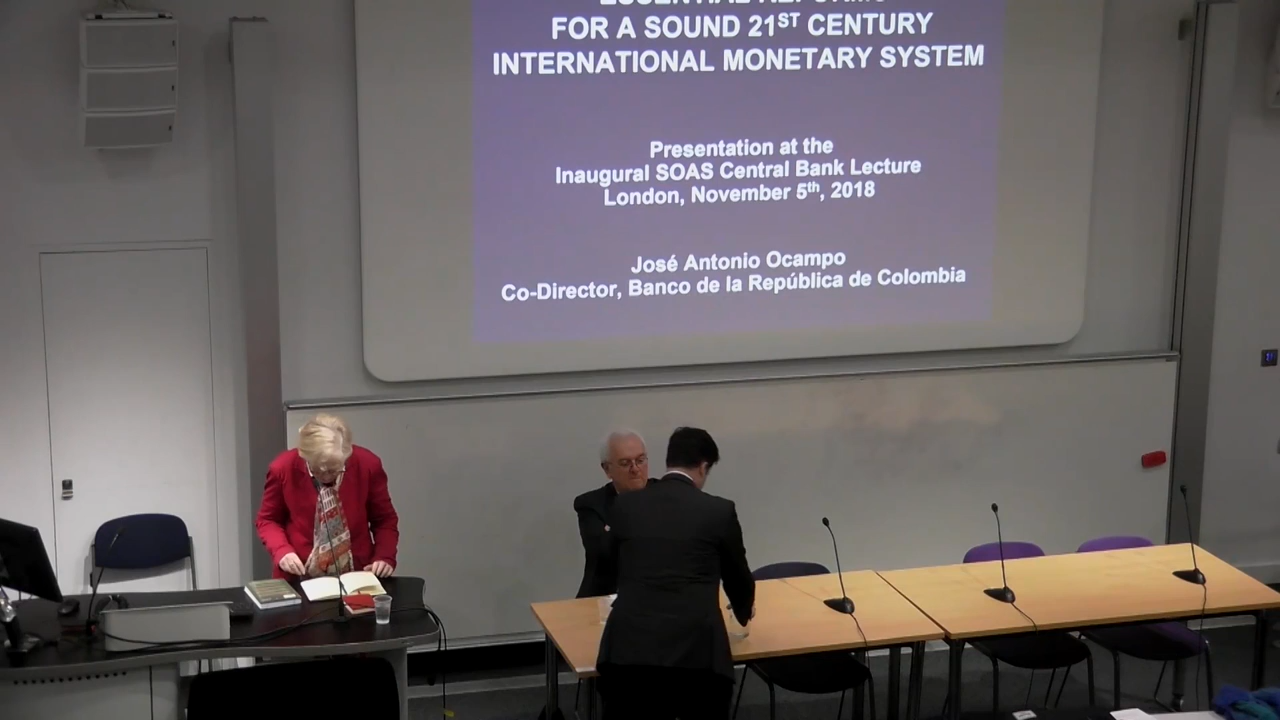 FOR A SOUND 21ST CENTURY
INTERNATIONAL MONETARY SYSTEM
Presentation at the
Inaugural SOAS Central Bank Lecture
London, November 5th, 2018
José Antonio Ocampo
Co-Director, Banco de la República de Colombia